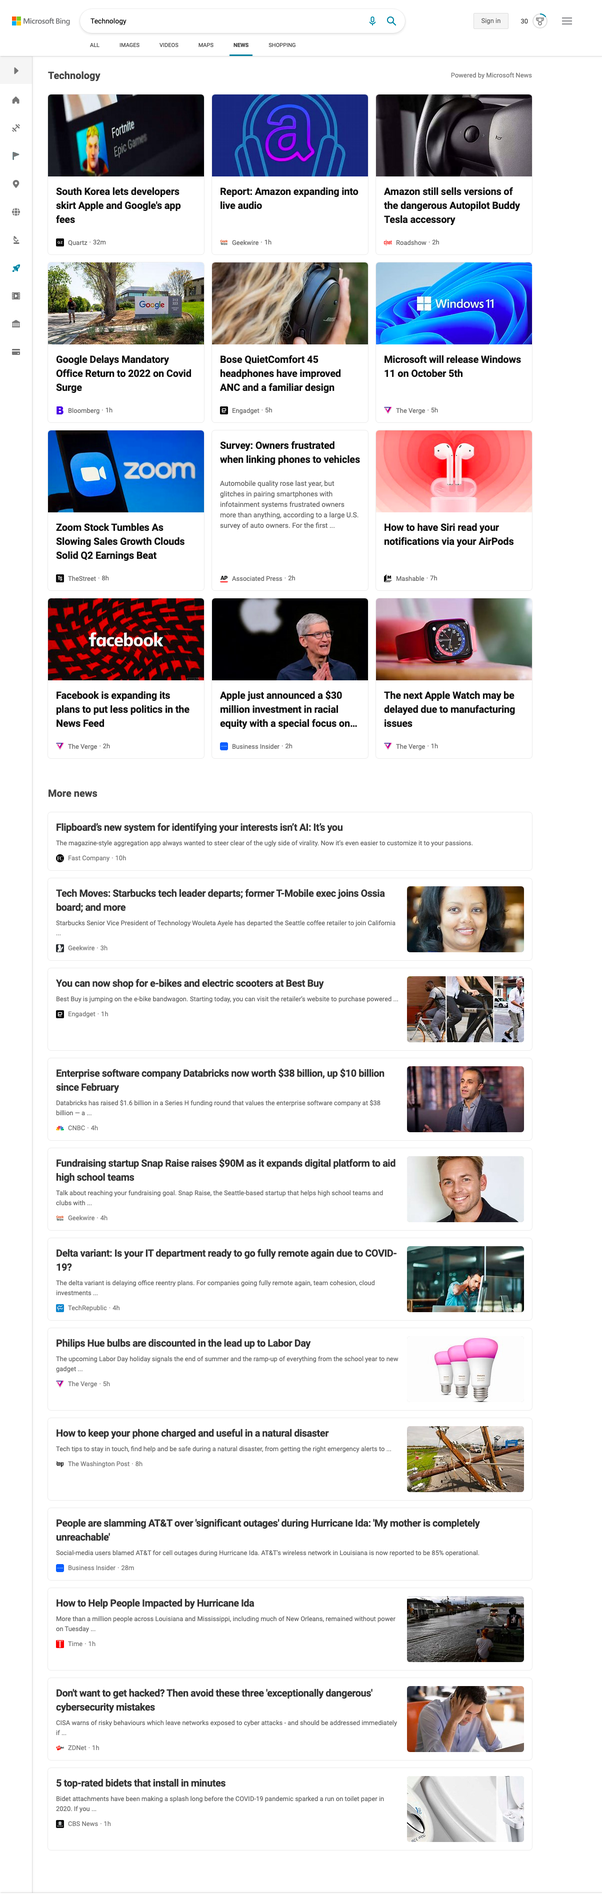 Microsoft Bing
Technology
Sign in
30
ALL
IMAGES
VIDEOS
MAPS
NEWS
SHOPPING
Technology
Powered by Microsoft News
Fortnite
Epic Games
a
South Korea lets developers
skirt Apple and Google's app
fees
Quartz · 32m
Report: Amazon expanding into
live audio
Geekwire · 1h
Amazon still sells versions of
the dangerous Autopilot Buddy
Tesla accessory
Roadshow · 2h
Google
Windows 11
Google Delays Mandatory
Office Return to 2022 on Covid
Surge
Bloomberg · 1h
Bose QuietComfort 45
headphones have improved
ANC and a familiar design
Engadget · 5h
Microsoft will release Windows
11 on October 5th
The Verge · 5h
zoom
Zoom Stock Tumbles As
Slowing Sales Growth Clouds
Solid Q2 Earnings Beat
TheStreet · 8h
Survey: Owners frustrated
when linking phones to vehicles
Automobile quality rose last year, but
glitches in pairing smartphones with
infotainment systems frustrated owners
more than anything, according to a large U.S.
survey of auto owners. For the first ...
AP Associated Press · 2h
How to have Siri read your
notifications via your AirPods
Mashable · 7h
facebook
Facebook is expanding its
plans to put less politics in the
News Feed
The Verge · 2h
Apple just announced a $30
million investment in racial
equity with a special focus on...
Business Insider · 2h
The next Apple Watch may be
delayed due to manufacturing
issues
The Verge · 1h
More news
Flipboard's new system for identifying your interests isn't AI: It's you
The magazine-style aggregation app always wanted to steer clear of the ugly side of virality. Now it's even easier to customize it to your passions.
Fast Company · 10h
Tech Moves: Starbucks tech leader departs; former T-Mobile exec joins Ossia
board; and more
Starbucks Senior Vice President of Technology Wouleta Ayele has departed the Seattle coffee retailer to join California
...
Geekwire · 3h
You can now shop for e-bikes and electric scooters at Best Buy
Best Buy is jumping on the e-bike bandwagon. Starting today, you can visit the retailer's website to purchase powered ...
Engadget · 1h
Enterprise software company Databricks now worth $38 billion, up $10 billion
since February
Databricks has raised $1.6 billion in a Series H funding round that values the enterprise software company at $38
billion — a ...
CNBC · 4h
Fundraising startup Snap Raise raises $90M as it expands digital platform to aid
high school teams
Talk about reaching your fundraising goal. Snap Raise, the Seattle-based startup that helps high school teams and
clubs with ...
Geekwire · 4h
Delta variant: Is your IT department ready to go fully remote again due to COVID-
19?
The delta variant is delaying office reentry plans. For companies going fully remote again, team cohesion, cloud
investments ...
TechRepublic · 4h
Philips Hue bulbs are discounted in the lead up to Labor Day
The upcoming Labor Day holiday signals the end of summer and the ramp-up of everything from the school year to new
gadget ...
The Verge · 5h
How to keep your phone charged and useful in a natural disaster
Tech tips to stay in touch, find help and be safe during a natural disaster, from getting the right emergency alerts to ...
wp The Washington Post · 8h
People are slamming AT&T over 'significant outages' during Hurricane Ida: 'My mother is completely
unreachable'
Social-media users blamed AT&T for cell outages during Hurricane Ida. AT&T's wireless network in Louisiana is now reported to be 85% operational.
Business Insider · 28m
How to Help People Impacted by Hurricane Ida
More than a million people across Louisiana and Mississippi, including much of New Orleans, remained without power
on Tuesday ...
Time · 1h
Don't want to get hacked? Then avoid these three 'exceptionally dangerous'
cybersecurity mistakes
CISA warns of risky behaviours which leave networks exposed to cyber attacks - and should be addressed immediately
if ...
ZDNet · 1h
5 top-rated bidets that install in minutes
Bidet attachments have been making a splash long before the COVID-19 pandemic sparked a run on toilet paper in
2020. If you ...
CBS News · 1h